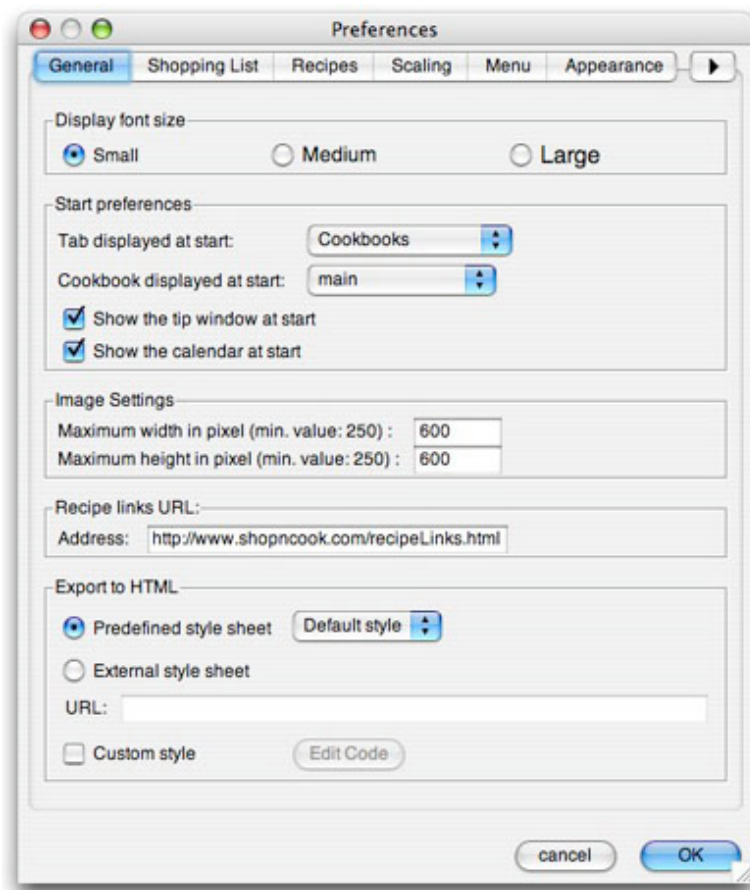 Preferences
General Shopping List Recipes Scaling Menu Appearance
Display font size
Small Medium Large
Start preferences
Tab displayed at start: Cookbooks
Cookbook displayed at start: main
Show the tip window at start
Show the calendar at start
Image Settings
Maximum width in pixel (min. value: 250) : 600
Maximum height in pixel (min. value: 250) : 600
Recipe links URL:
Address: http://www.shopncook.com/recipeLinks.html
Export to HTML
Predefined style sheet Default style
External style sheet
URL:
Custom style Edit Code
cancel OK